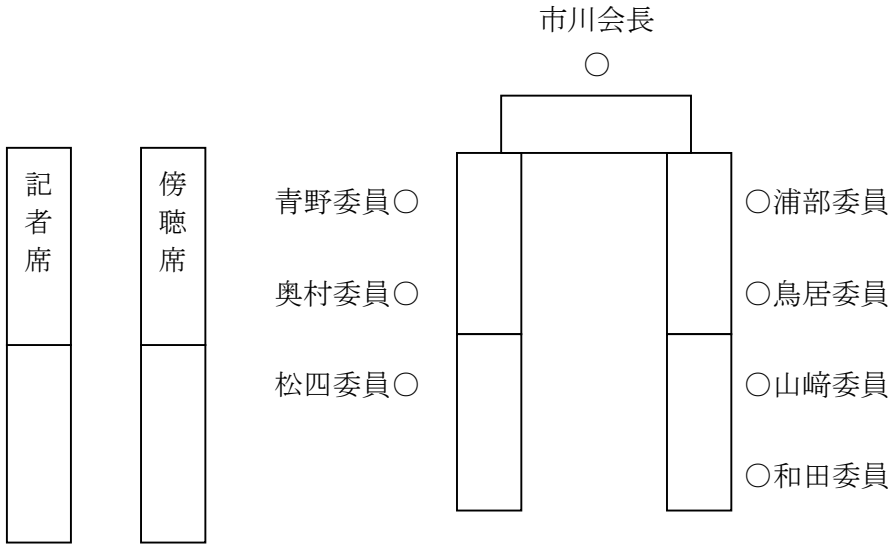 市川会長
○
記者席
傍聴席
青野委員○
○浦部委員
奥村委員○
○鳥居委員
松四委員○
○山﨑委員
○和田委員